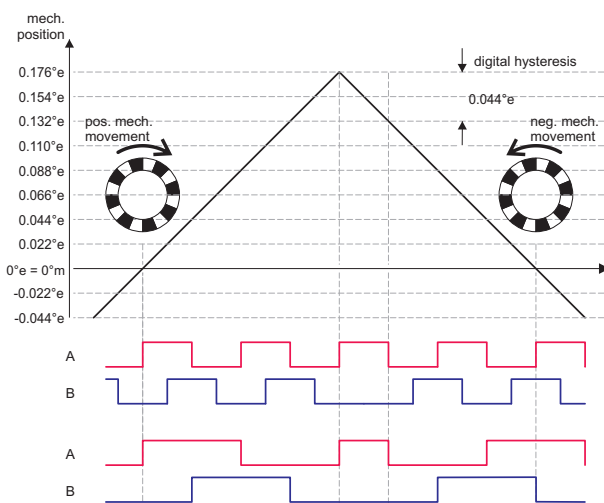 mech.
position
digital hysteresis
0.176°e
0.154°e
0.044°e
0.132°e
pos. mech.
movement
neg. mech.
movement
0.110°e
0.088°e
0.066°e
0.044°e
0.022°e
0°e = 0°m
-0.022°e
-0.044°e
A
B
A
B